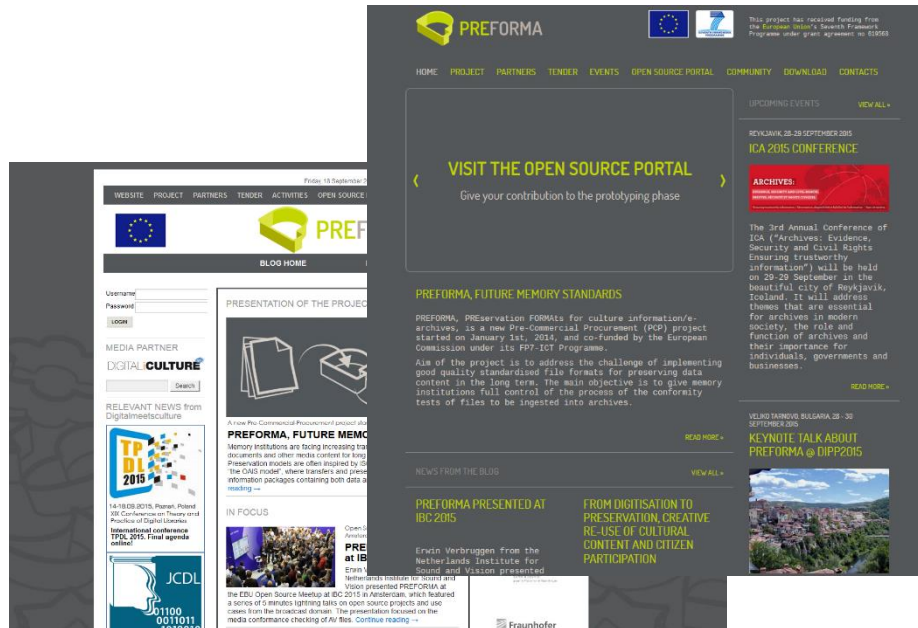 PREFORMA
This project has received funding from
the European Union's Seventh Framework
Programme under grant agreement no 619568
HOME PROJECT PARTNERS TENDER EVENTS OPEN SOURCE PORTAL COMMUNITY DOWNLOAD CONTACTS
VISIT THE OPEN SOURCE PORTAL
Give your contribution to the prototyping phase
PREFORMA, FUTURE MEMORY STANDARDS
PREFORMA, PREservation FORMAts for culture information/e-
archives, is a new Pre-Commercial Procurement (PCP) project
started on January 1st, 2014, and co-funded by the European
Commission under its FP7-ICT Programme.
Aim of the project is to address the challenge of implementing
good quality standardised file formats for preserving data
content in the long term. The main objective is to give memory
institutions full control of the process of the conformity
tests of files to be ingested into archives.
READ MORE »
NEWS FROM THE BLOG VIEW ALL »
PREFORMA PRESENTED AT
IBC 2015
Erwin Verbruggen from the
Netherlands Institute for
Sound and Vision presented
FROM DIGITISATION TO
PRESERVATION, CREATIVE
RE-USE OF CULTURAL
CONTENT AND CITIZEN
PARTICIPATION
UPCOMING EVENTS VIEW ALL »
REYKJAVIK, 28-29 SEPTEMBER 2015
ICA 2015 CONFERENCE
ARCHIVES:
The 3rd Annual Conference of
ICA ("Archives: Evidence,
Security and Civil Rights
Ensuring trustworthy
information") will be held
on 29-29 September in the
beautiful city of Reykjavik,
Iceland. It will address
themes that are essential
for archives in modern
society, the role and
function of archives and
their importance for
individuals, governments and
businesses.
READ MORE »
VELIKO TARNOVO, BULGARIA, 28 - 30
SEPTEMBER 2015
KEYNOTE TALK ABOUT
PREFORMA @ DIPP2015
Friday, 18 September 2
WEBSITE PROJECT PARTNERS TENDER ACTIVITIES OPEN SOURCE
PREF
BLOG HOME
Username
Password
LOGIN
MEDIA PARTNER
DIGITALICULTURE
Search
RELEVANT NEWS from
Digitalmeetsculture
TPDL
2015
14-18.09.2015, Poznań, Poland
XIX Conference on Theory and
Practice of Digital Libraries
International conference
TPDL 2015. Final agenda
online!
JCDL
01100
0011011
PRESENTATION OF THE PROJEC
A new Pre-Commercial-Procurement project sta
PREFORMA, FUTURE MEMO
Memory institutions are facing increasing tra
documents and other media content for long
Preservation models are often inspired by IS
"the OAIS model", where transfers and prese
information packages containing both data a
reading →
IN FOCUS
Open S
Amster
PRE
at IB
Erwin V
Netherlands Institute for Sound and
Vision presented PREFORMA at
the EBU Open Source Meetup at IBC 2015 in Amsterdam, which featured
a series of 5 minutes lightning talks on open source projects and use
cases from the broadcast domain. The presentation focused on the
media conformance checking of AV files. Continue reading →
Fraunhofer